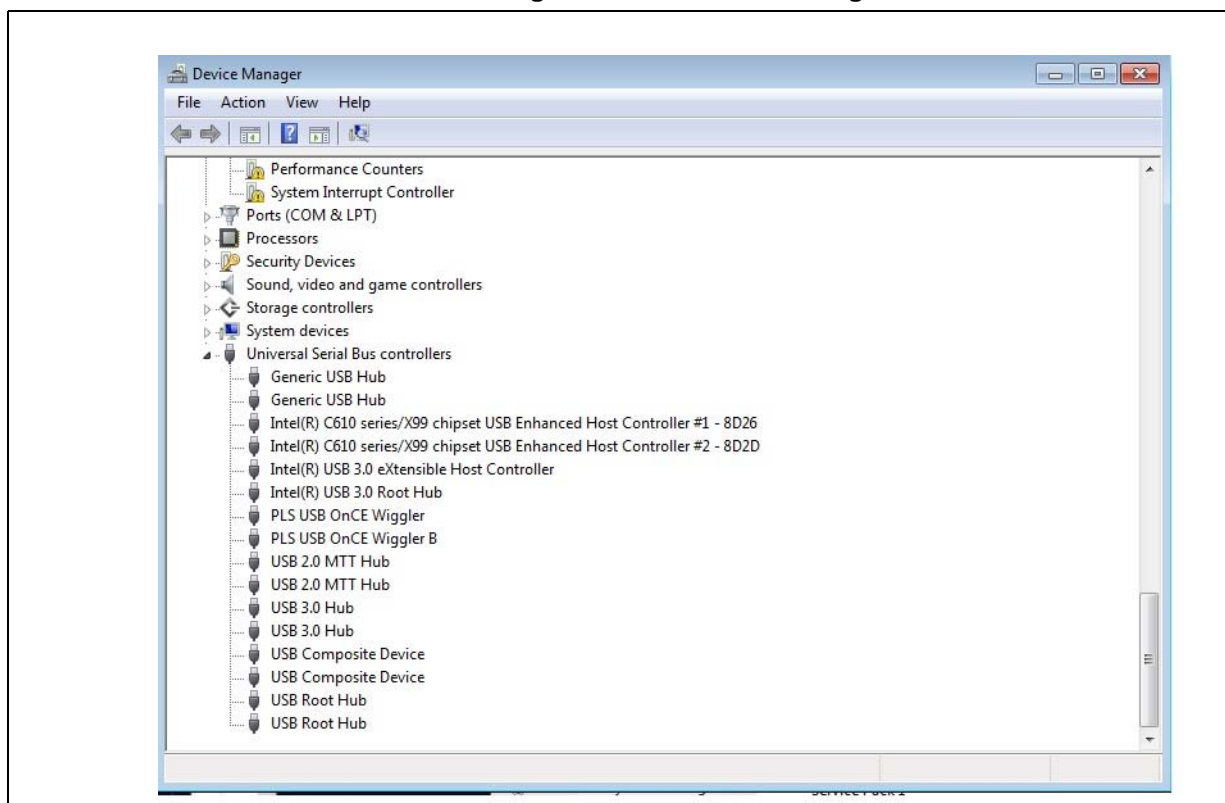 Device Manager
File Action View Help
Performance Counters
System Interrupt Controller
Ports (COM & LPT)
Processors
Security Devices
Sound, video and game controllers
Storage controllers
System devices
Universal Serial Bus controllers
Generic USB Hub
Generic USB Hub
Intel(R) C610 series/X99 chipset USB Enhanced Host Controller #1 - 8D26
Intel(R) C610 series/X99 chipset USB Enhanced Host Controller #2 - 8D2D
Intel(R) USB 3.0 eXtensible Host Controller
Intel(R) USB 3.0 Root Hub
PLS USB OnCE Wiggler
PLS USB OnCE Wiggler B
USB 2.0 MTT Hub
USB 2.0 MTT Hub
USB 3.0 Hub
USB 3.0 Hub
USB Composite Device
USB Composite Device
USB Root Hub
USB Root Hub